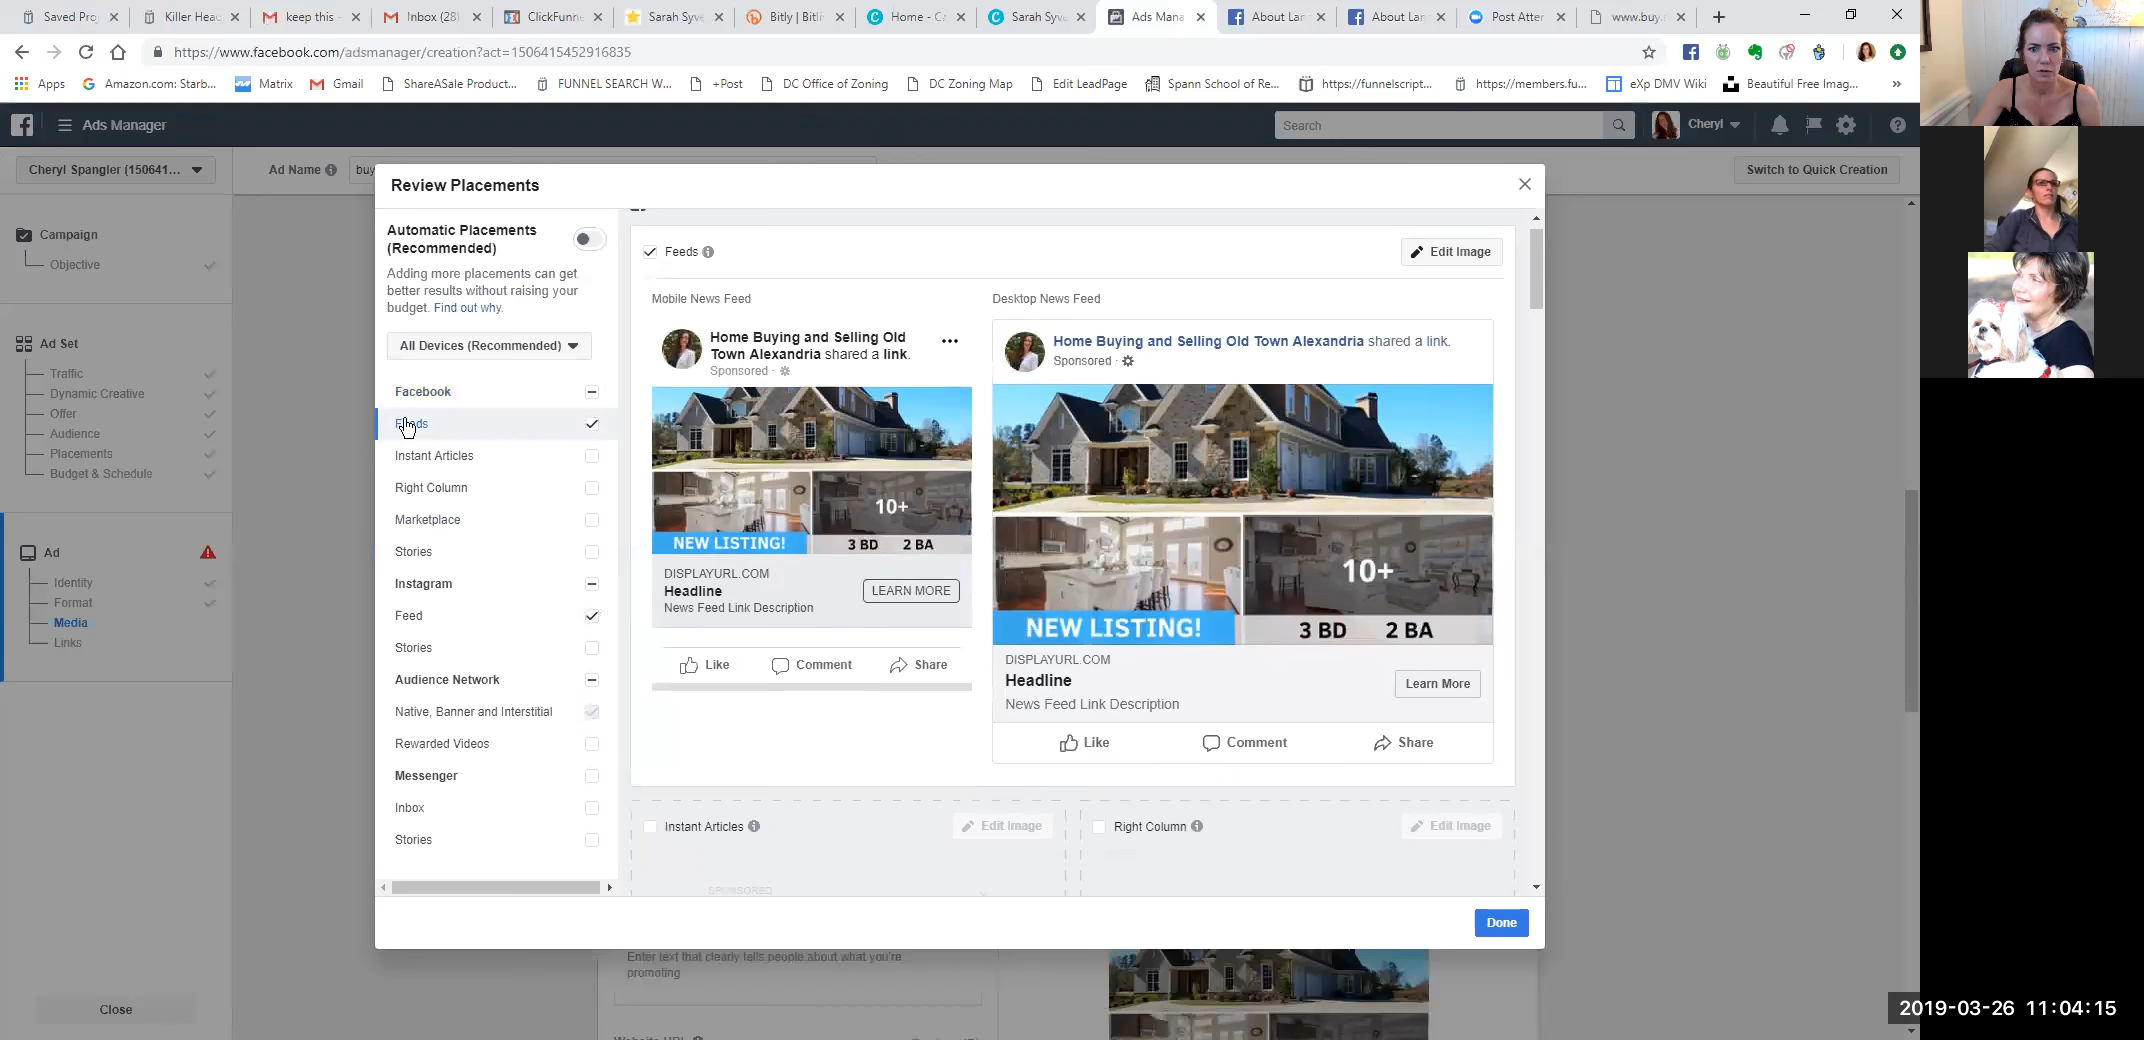 Saved Pro
Killer Hea
keep this -
Inbox (28
ClickFunn
Sarah Syv
Bitly | Bitl
Home - Ca
Sarah Syv
Ads Mana
About Lan
About Lan
Post Atter
www.buy.
https://www.facebook.com/adsmanager/creation?act=1506415452916835
Apps
Amazon.com: Starb...
Matrix
Gmail
ShareASale Product...
FUNNEL SEARCH W...
+Post
DC Office of Zoning
DC Zoning Map
Edit LeadPage
Spann School of Re...
https://funnelscript...
https://members.fu...
eXp DMV Wiki
Beautiful Free Imag...
»
Ads Manager
Search
Cheryl
Cheryl Spangler (150641...
Ad Name
buy
Switch to Quick Creation
Campaign
Objective
Ad Set
Traffic
Dynamic Creative
Offer
Audience
Placements
Budget & Schedule
Ad
Identity
Format
Media
Links
Close
Review Placements
Automatic Placements
(Recommended)
Adding more placements can get
better results without raising your
budget. Find out why.
All Devices (Recommended)
Facebook
Feeds
Instant Articles
Right Column
Marketplace
Stories
Instagram
Feed
Stories
Audience Network
Native, Banner and Interstitial
Rewarded Videos
Messenger
Inbox
Stories
Feeds
Edit Image
Mobile News Feed
Home Buying and Selling Old
Town Alexandria shared a link.
Sponsored ·
10+
NEW LISTING!
3 BD 2 BA
DISPLAYURL.COM
Headline
News Feed Link Description
LEARN MORE
Like
Comment
Share
Desktop News Feed
Home Buying and Selling Old Town Alexandria shared a link.
Sponsored ·
10+
NEW LISTING!
3 BD 2 BA
DISPLAYURL.COM
Headline
News Feed Link Description
Learn More
Like
Comment
Share
Instant Articles
Edit Image
SPONSORED
Right Column
Edit Image
Done
Enter text that clearly tells people about what you're
promoting
Website URL
2019-03-26 11:04:15